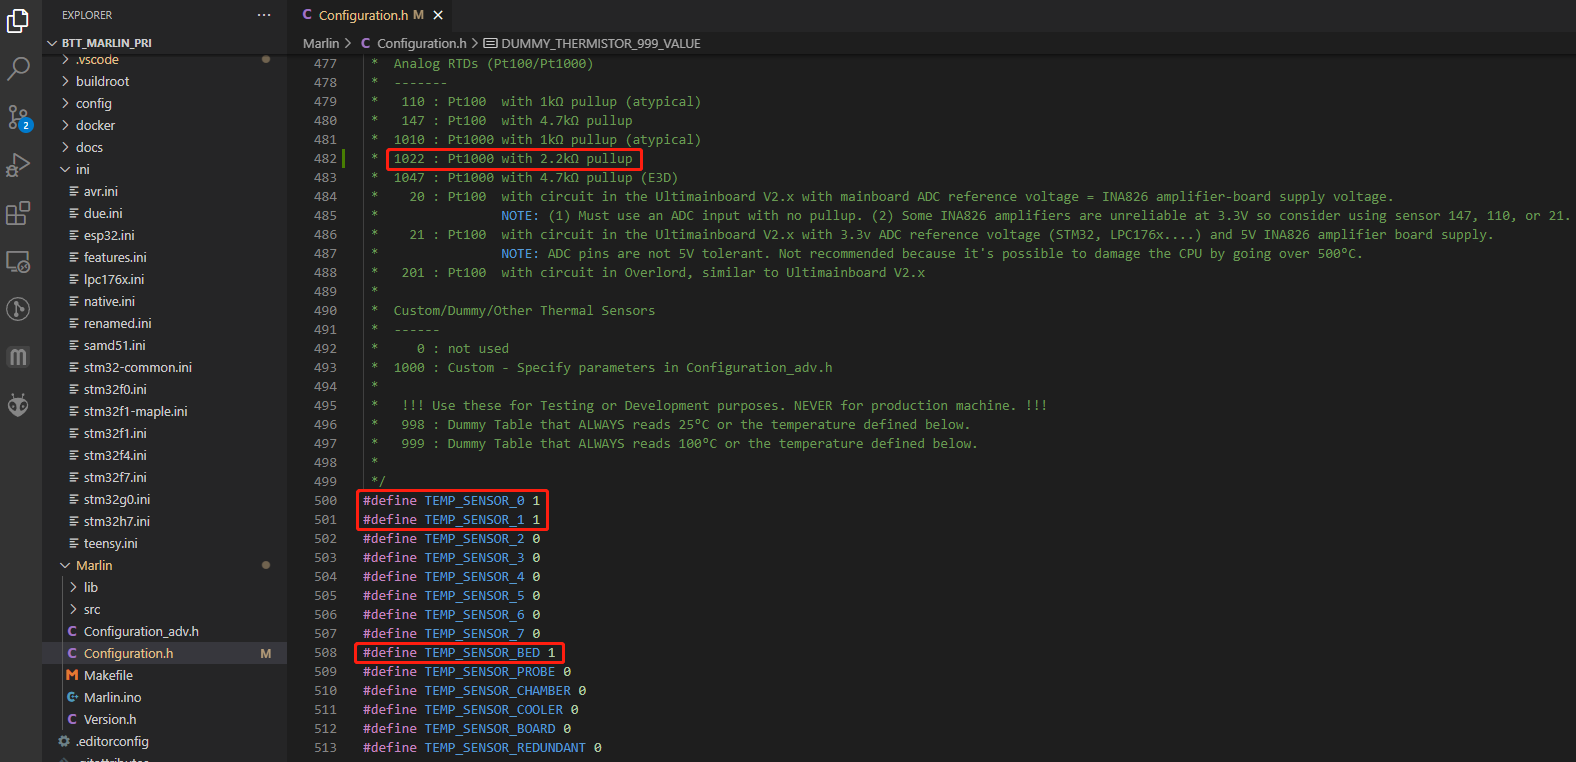 EXPLORER
···
BTT_MARLIN_PRI
.vscode
buildroot
config
docker
docs
ini
avr.ini
due.ini
esp32.ini
features.ini
lpc176x.ini
native.ini
renamed.ini
samd51.ini
stm32-common.ini
stm32f0.ini
stm32f1-maple.ini
stm32f1.ini
stm32f4.ini
stm32f7.ini
stm32g0.ini
stm32h7.ini
teensy.ini
Marlin
lib
src
C Configuration_adv.h
C Configuration.h M
M Makefile
Marlin.ino
C Version.h
.editorconfig
2
C Configuration.h M ×
Marlin > C Configuration.h > DUMMY_THERMISTOR_999_VALUE
477 * Analog RTDs (Pt100/Pt1000)
478 * -------
479 * 110 : Pt100 with 1kΩ pullup (atypical)
480 * 147 : Pt100 with 4.7kΩ pullup
481 * 1010 : Pt1000 with 1kΩ pullup (atypical)
482 * 1022 : Pt1000 with 2.2kΩ pullup
483 * 1047 : Pt1000 with 4.7kΩ pullup (E3D)
484 * 20 : Pt100 with circuit in the Ultimainboard V2.x with mainboard ADC reference voltage = INA826 amplifier-board supply voltage.
485 * NOTE: (1) Must use an ADC input with no pullup. (2) Some INA826 amplifiers are unreliable at 3.3V so consider using sensor 147, 110, or 21.
486 * 21 : Pt100 with circuit in the Ultimainboard V2.x with 3.3v ADC reference voltage (STM32, LPC176x....) and 5V INA826 amplifier board supply.
487 * NOTE: ADC pins are not 5V tolerant. Not recommended because it's possible to damage the CPU by going over 500°C.
488 * 201 : Pt100 with circuit in Overlord, similar to Ultimainboard V2.x
489 *
490 * Custom/Dummy/Other Thermal Sensors
491 * ------
492 * 0 : not used
493 * 1000 : Custom - Specify parameters in Configuration_adv.h
494 *
495 * !!! Use these for Testing or Development purposes. NEVER for production machine. !!!
496 * 998 : Dummy Table that ALWAYS reads 25°C or the temperature defined below.
497 * 999 : Dummy Table that ALWAYS reads 100°C or the temperature defined below.
498 *
499 */
500 #define TEMP_SENSOR_0 1
501 #define TEMP_SENSOR_1 1
502 #define TEMP_SENSOR_2 0
503 #define TEMP_SENSOR_3 0
504 #define TEMP_SENSOR_4 0
505 #define TEMP_SENSOR_5 0
506 #define TEMP_SENSOR_6 0
507 #define TEMP_SENSOR_7 0
508 #define TEMP_SENSOR_BED 1
509 #define TEMP_SENSOR_PROBE 0
510 #define TEMP_SENSOR_CHAMBER 0
511 #define TEMP_SENSOR_COOLER 0
512 #define TEMP_SENSOR_BOARD 0
513 #define TEMP_SENSOR_REDUNDANT 0